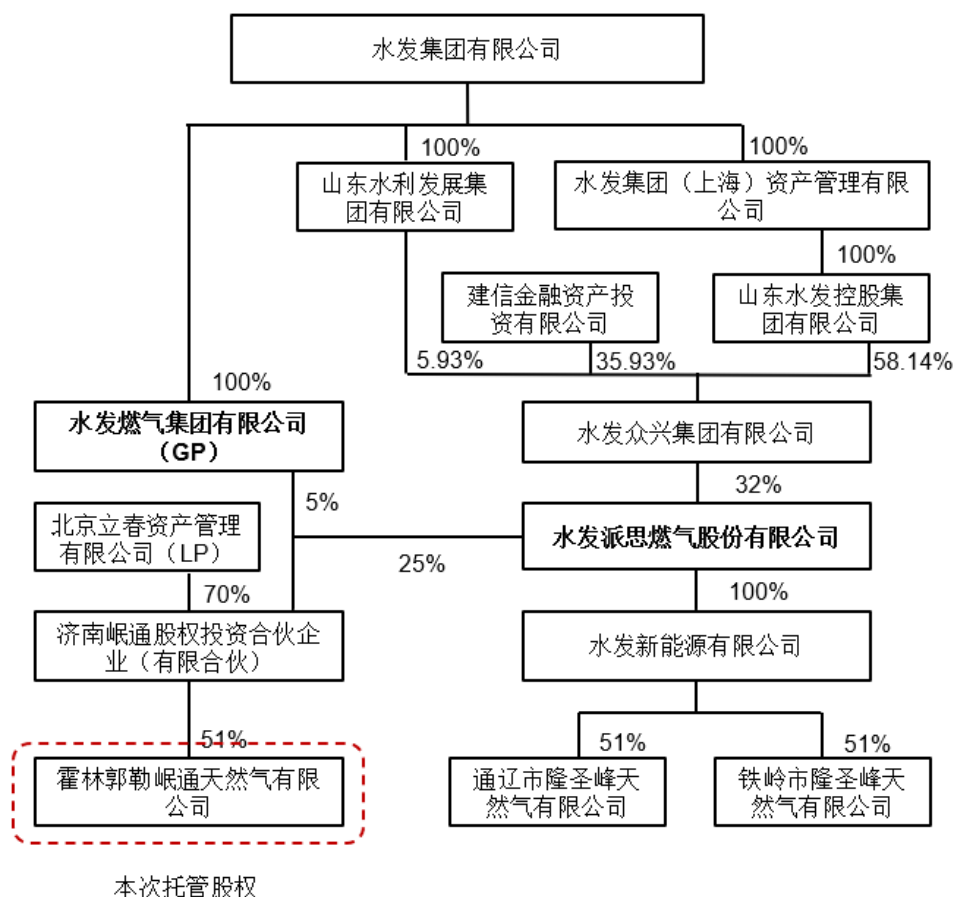 水发集团有限公司
100%
100%
山东水利发展集
团有限公司
水发集团（上海）资产管理有限
公司
100%
建信金融资产投
资有限公司
山东水发控股集
团有限公司
5.93%
35.93%
58.14%
100%
水发燃气集团有限公司
（GP）
水发众兴集团有限公司
5%
32%
北京立春资产管理
有限公司（LP）
水发派思燃气股份有限公司
25%
70%
100%
济南岷通股权投资合伙企
业（有限合伙）
水发新能源有限公司
51%
51%
51%
霍林郭勒岷通天然气有限
公司
通辽市隆圣峰天
然气有限公司
铁岭市隆圣峰天
然气有限公司
本次托管股权